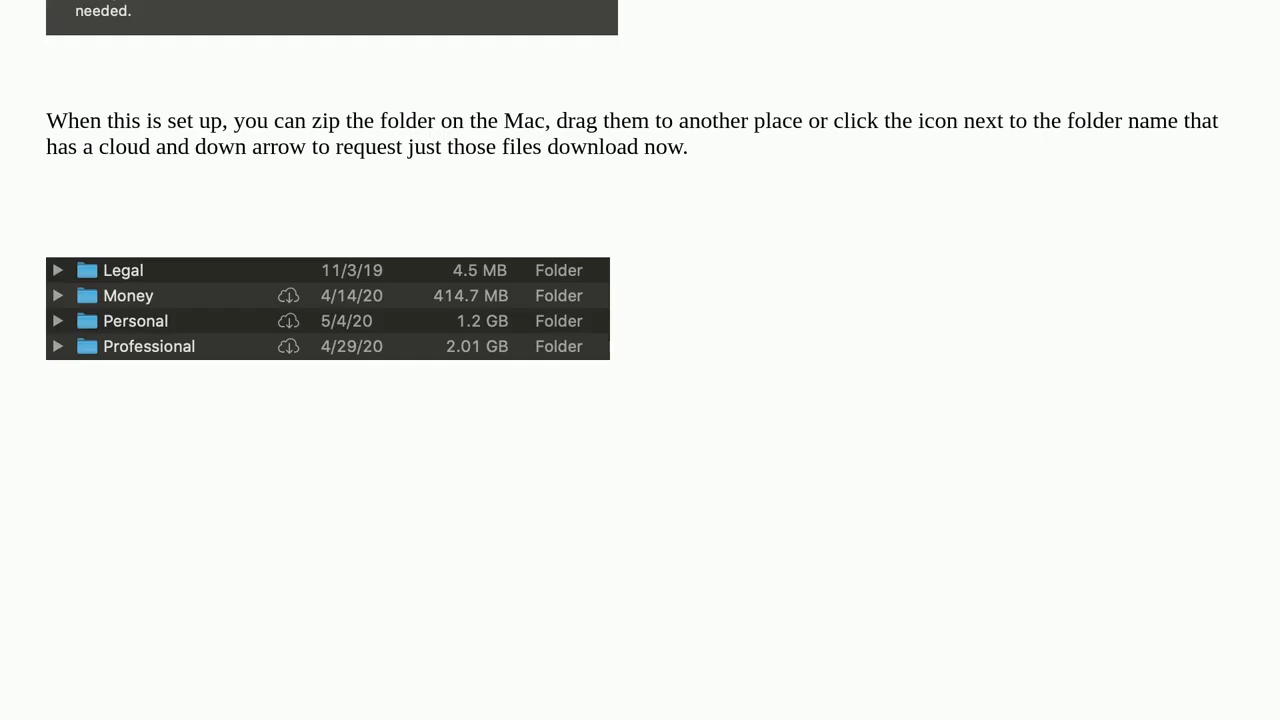 needed.
When this is set up, you can zip the folder on the Mac, drag them to another place or click the icon next to the folder name that
has a cloud and down arrow to request just those files download now.
Legal 11/3/19 4.5 MB Folder
Money 4/14/20 414.7 MB Folder
Personal 5/4/20 1.2 GB Folder
Professional 4/29/20 2.01 GB Folder